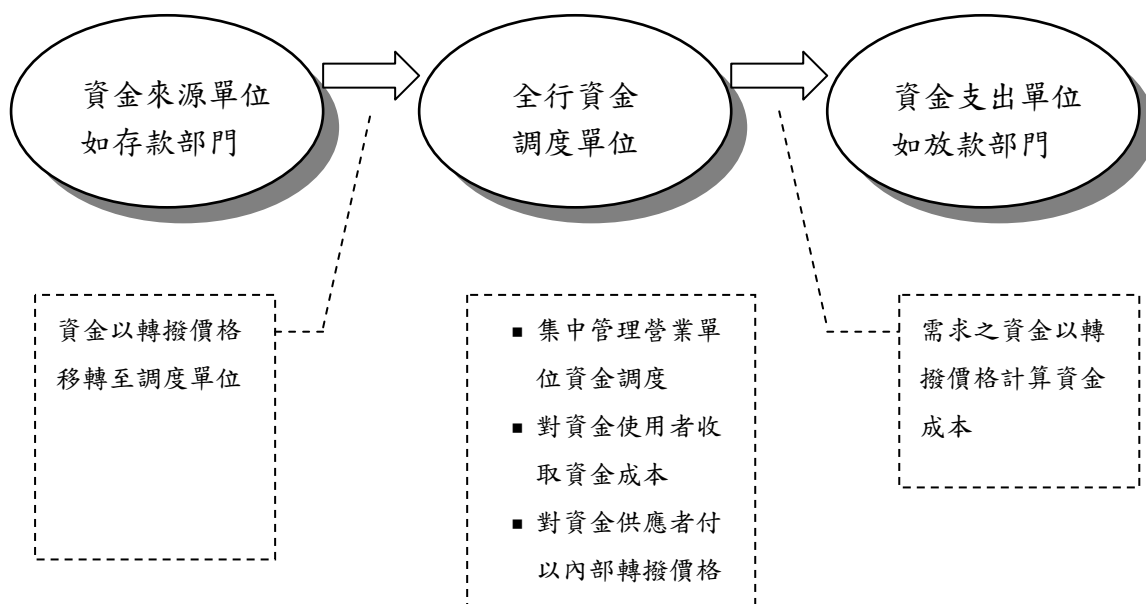 資金來源單位
如存款部門
全行資金
調度單位
資金支出單位
如放款部門
資金以轉撥價格
移轉至調度單位
▪ 集中管理營業單
位資金調度
▪ 對資金使用者收
取資金成本
▪ 對資金供應者付
以內部轉撥價格
需求之資金以轉
撥價格計算資金
成本